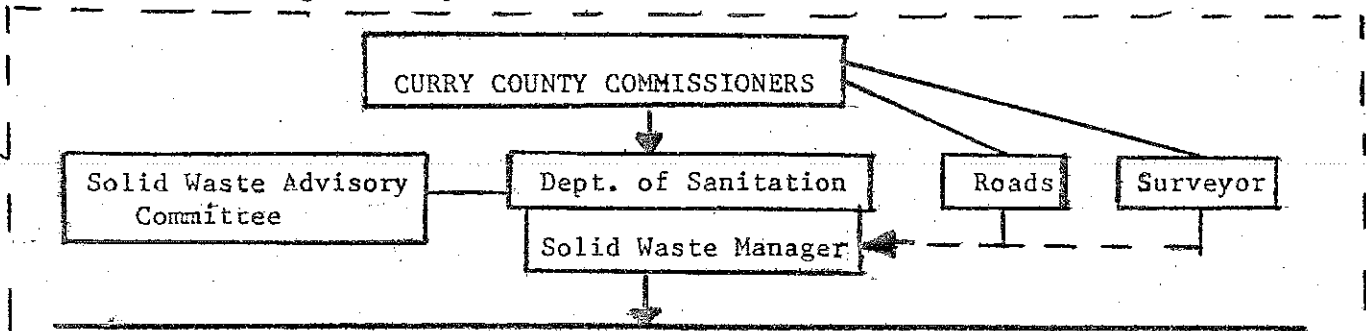 CURRY COUNTY COMMISSIONERS
Solid Waste Advisory
Committee
Dept. of Sanitation
Roads
Surveyor
Solid Waste Manager